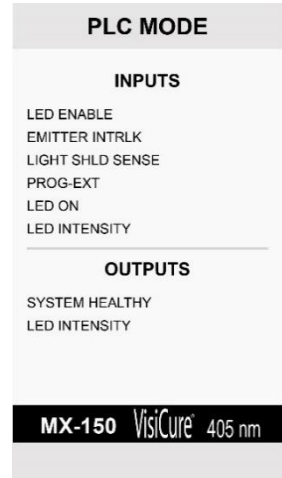 PLC MODE
INPUTS
LED ENABLE
EMITTER INTRLK
LIGHT SHLD SENSE
PROG-EXT
LED ON
LED INTENSITY
OUTPUTS
SYSTEM HEALTHY
LED INTENSITY
MX-150 VisiCure® 405 nm